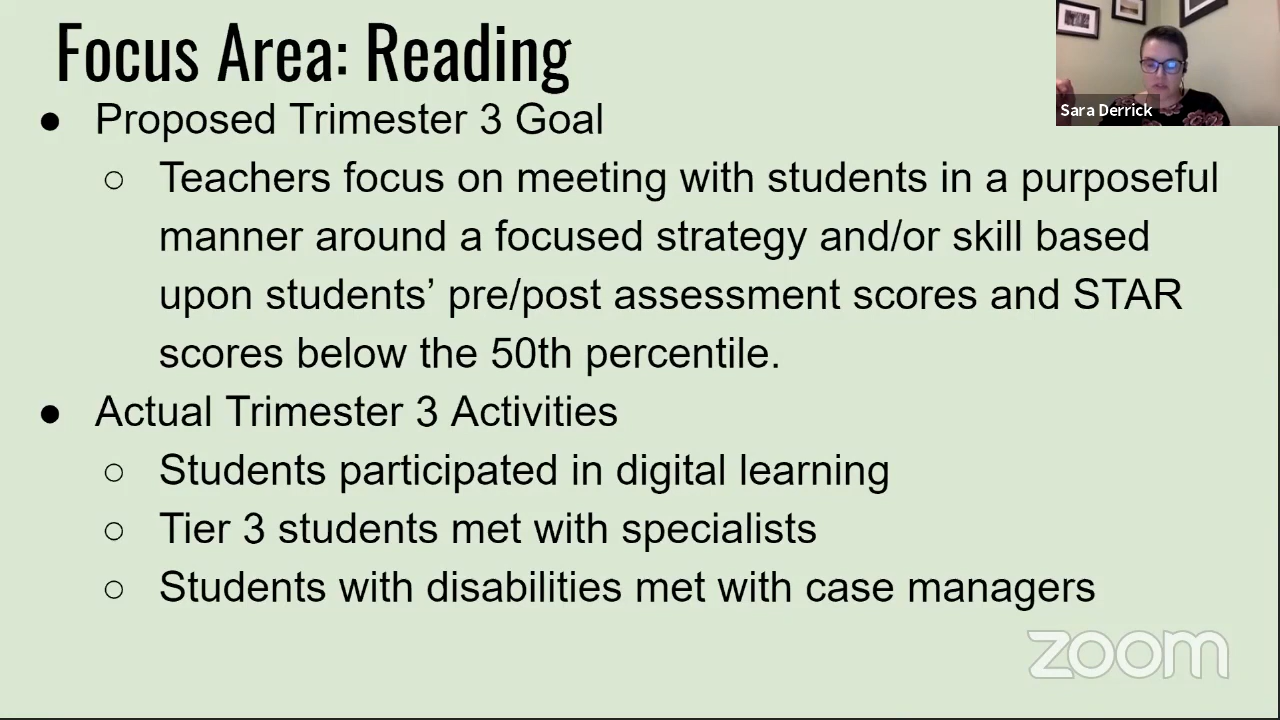 Focus Area: Reading
Sara Derrick
● Proposed Trimester 3 Goal
○ Teachers focus on meeting with students in a purposeful
manner around a focused strategy and/or skill based
upon students’ pre/post assessment scores and STAR
scores below the 50th percentile.
● Actual Trimester 3 Activities
○ Students participated in digital learning
○ Tier 3 students met with specialists
○ Students with disabilities met with case managers
zoom